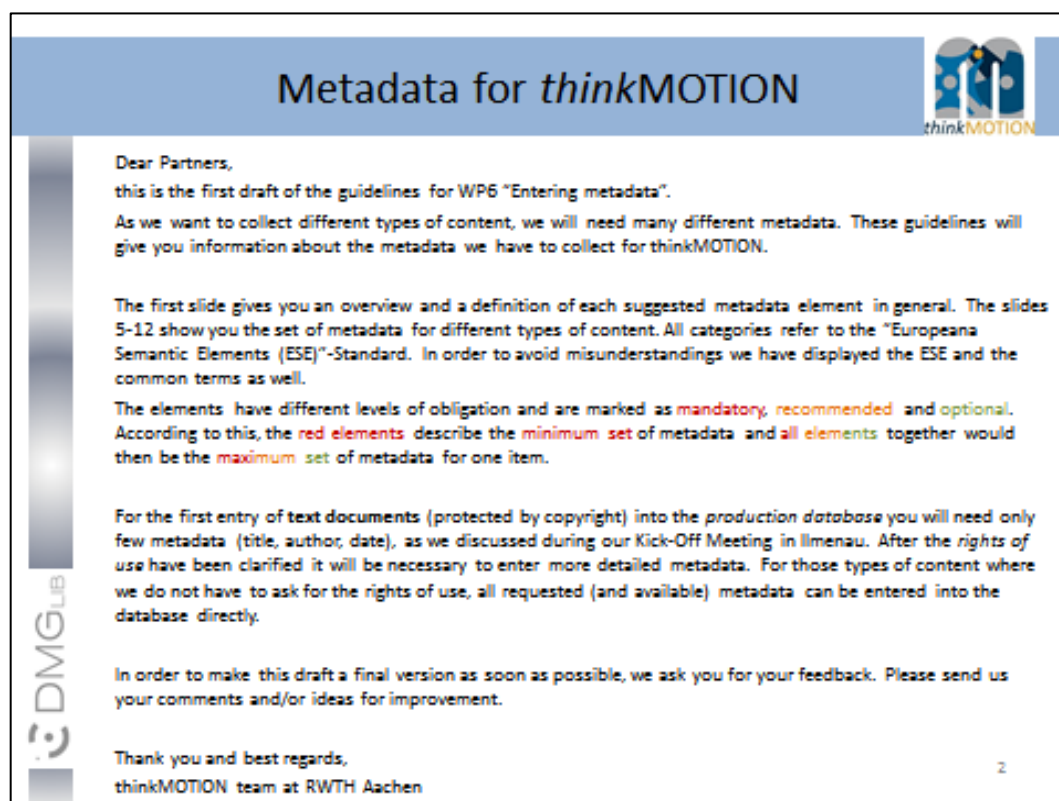 Metadata for thinkMOTION
thinkMOTION
Dear Partners,
this is the first draft of the guidelines for WP6 “Entering metadata”.
As we want to collect different types of content, we will need many different metadata. These guidelines will
give you information about the metadata we have to collect for thinkMOTION.
The first slide gives you an overview and a definition of each suggested metadata element in general. The slides
5-12 show you the set of metadata for different types of content. All categories refer to the “Europeana
Semantic Elements (ESE)”-Standard. In order to avoid misunderstandings we have displayed the ESE and the
common terms as well.
The elements have different levels of obligation and are marked as mandatory, recommended and optional.
According to this, the red elements describe the minimum set of metadata and all elements together would
then be the maximum set of metadata for one item.
For the first entry of text documents (protected by copyright) into the production database you will need only
few metadata (title, author, date), as we discussed during our Kick-Off Meeting in Ilmenau. After the rights of
use have been clarified it will be necessary to enter more detailed metadata. For those types of content where
we do not have to ask for the rights of use, all requested (and available) metadata can be entered into the
database directly.
In order to make this draft a final version as soon as possible, we ask you for your feedback. Please send us
your comments and/or ideas for improvement.
Thank you and best regards,
thinkMOTION team at RWTH Aachen
2
DMGLIB